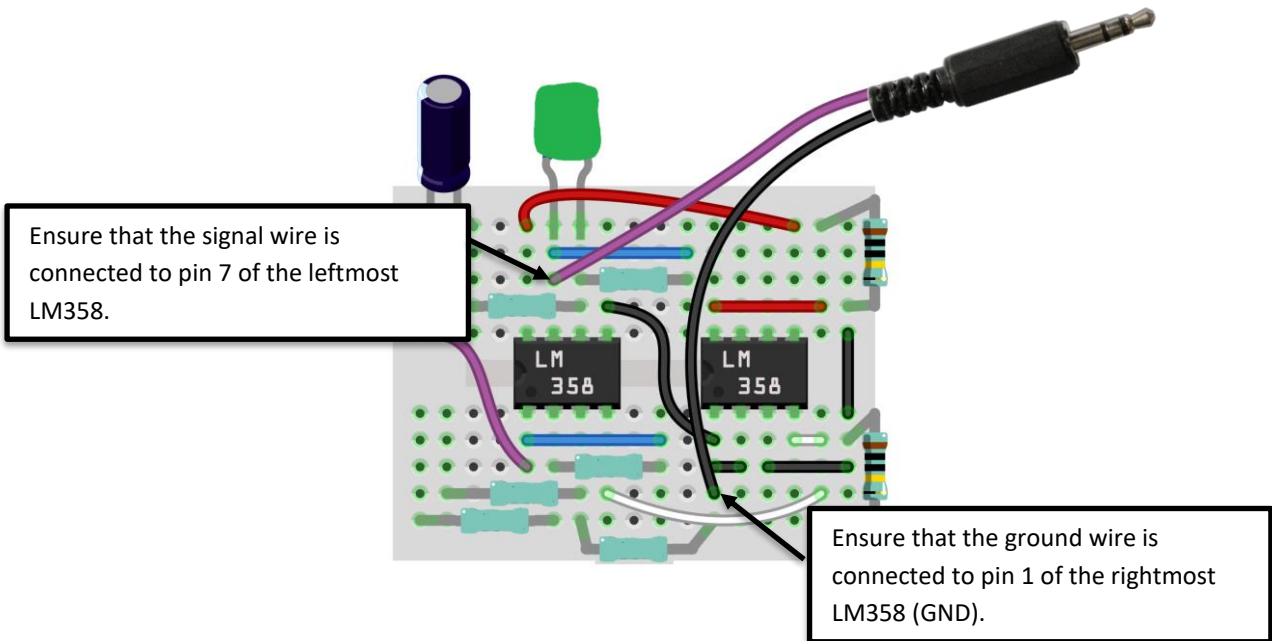 Ensure that the signal wire is
connected to pin 7 of the leftmost
LM358.
LM
358
LM
358
Ensure that the ground wire is
connected to pin 1 of the rightmost
LM358 (GND).